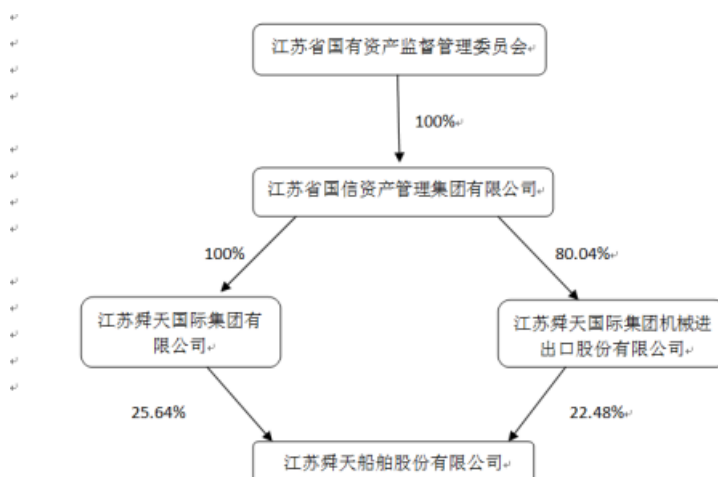 江苏省国有资产监督管理委员会
100%
江苏省国信资产管理集团有限公司
100%
80.04%
江苏舜天国际集团有
限公司
江苏舜天国际集团机械进
出口股份有限公司
25.64%
22.48%
江苏舜天船舶股份有限公司